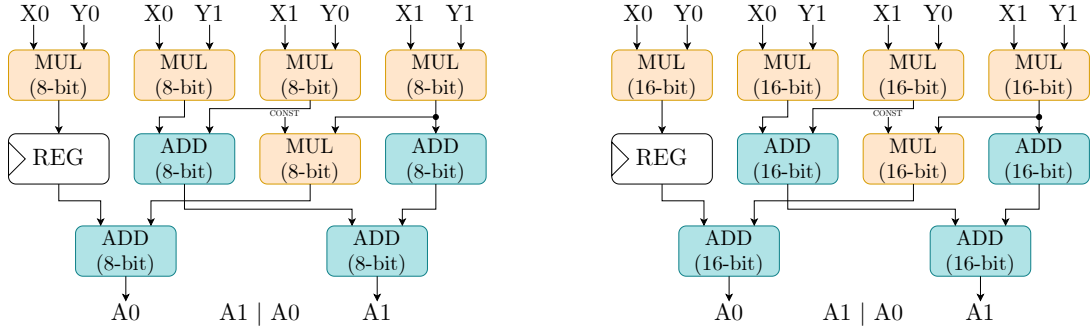 X0 Y0 X0 Y1 X1 Y0 X1 Y1 X0 Y0 X0 Y1 X1 Y0 X1 Y1
MUL MUL MUL MUL MUL MUL MUL MUL
(8-bit) (8-bit) (8-bit) (8-bit) (16-bit) (16-bit) (16-bit) (16-bit)
CONST CONST
REG ADD MUL ADD REG ADD MUL ADD
(8-bit) (8-bit) (8-bit) (16-bit) (16-bit) (16-bit)
ADD ADD ADD ADD
(8-bit) (8-bit) (16-bit) (16-bit)
A0 A1 | A0 A1 A0 A1 | A0 A1